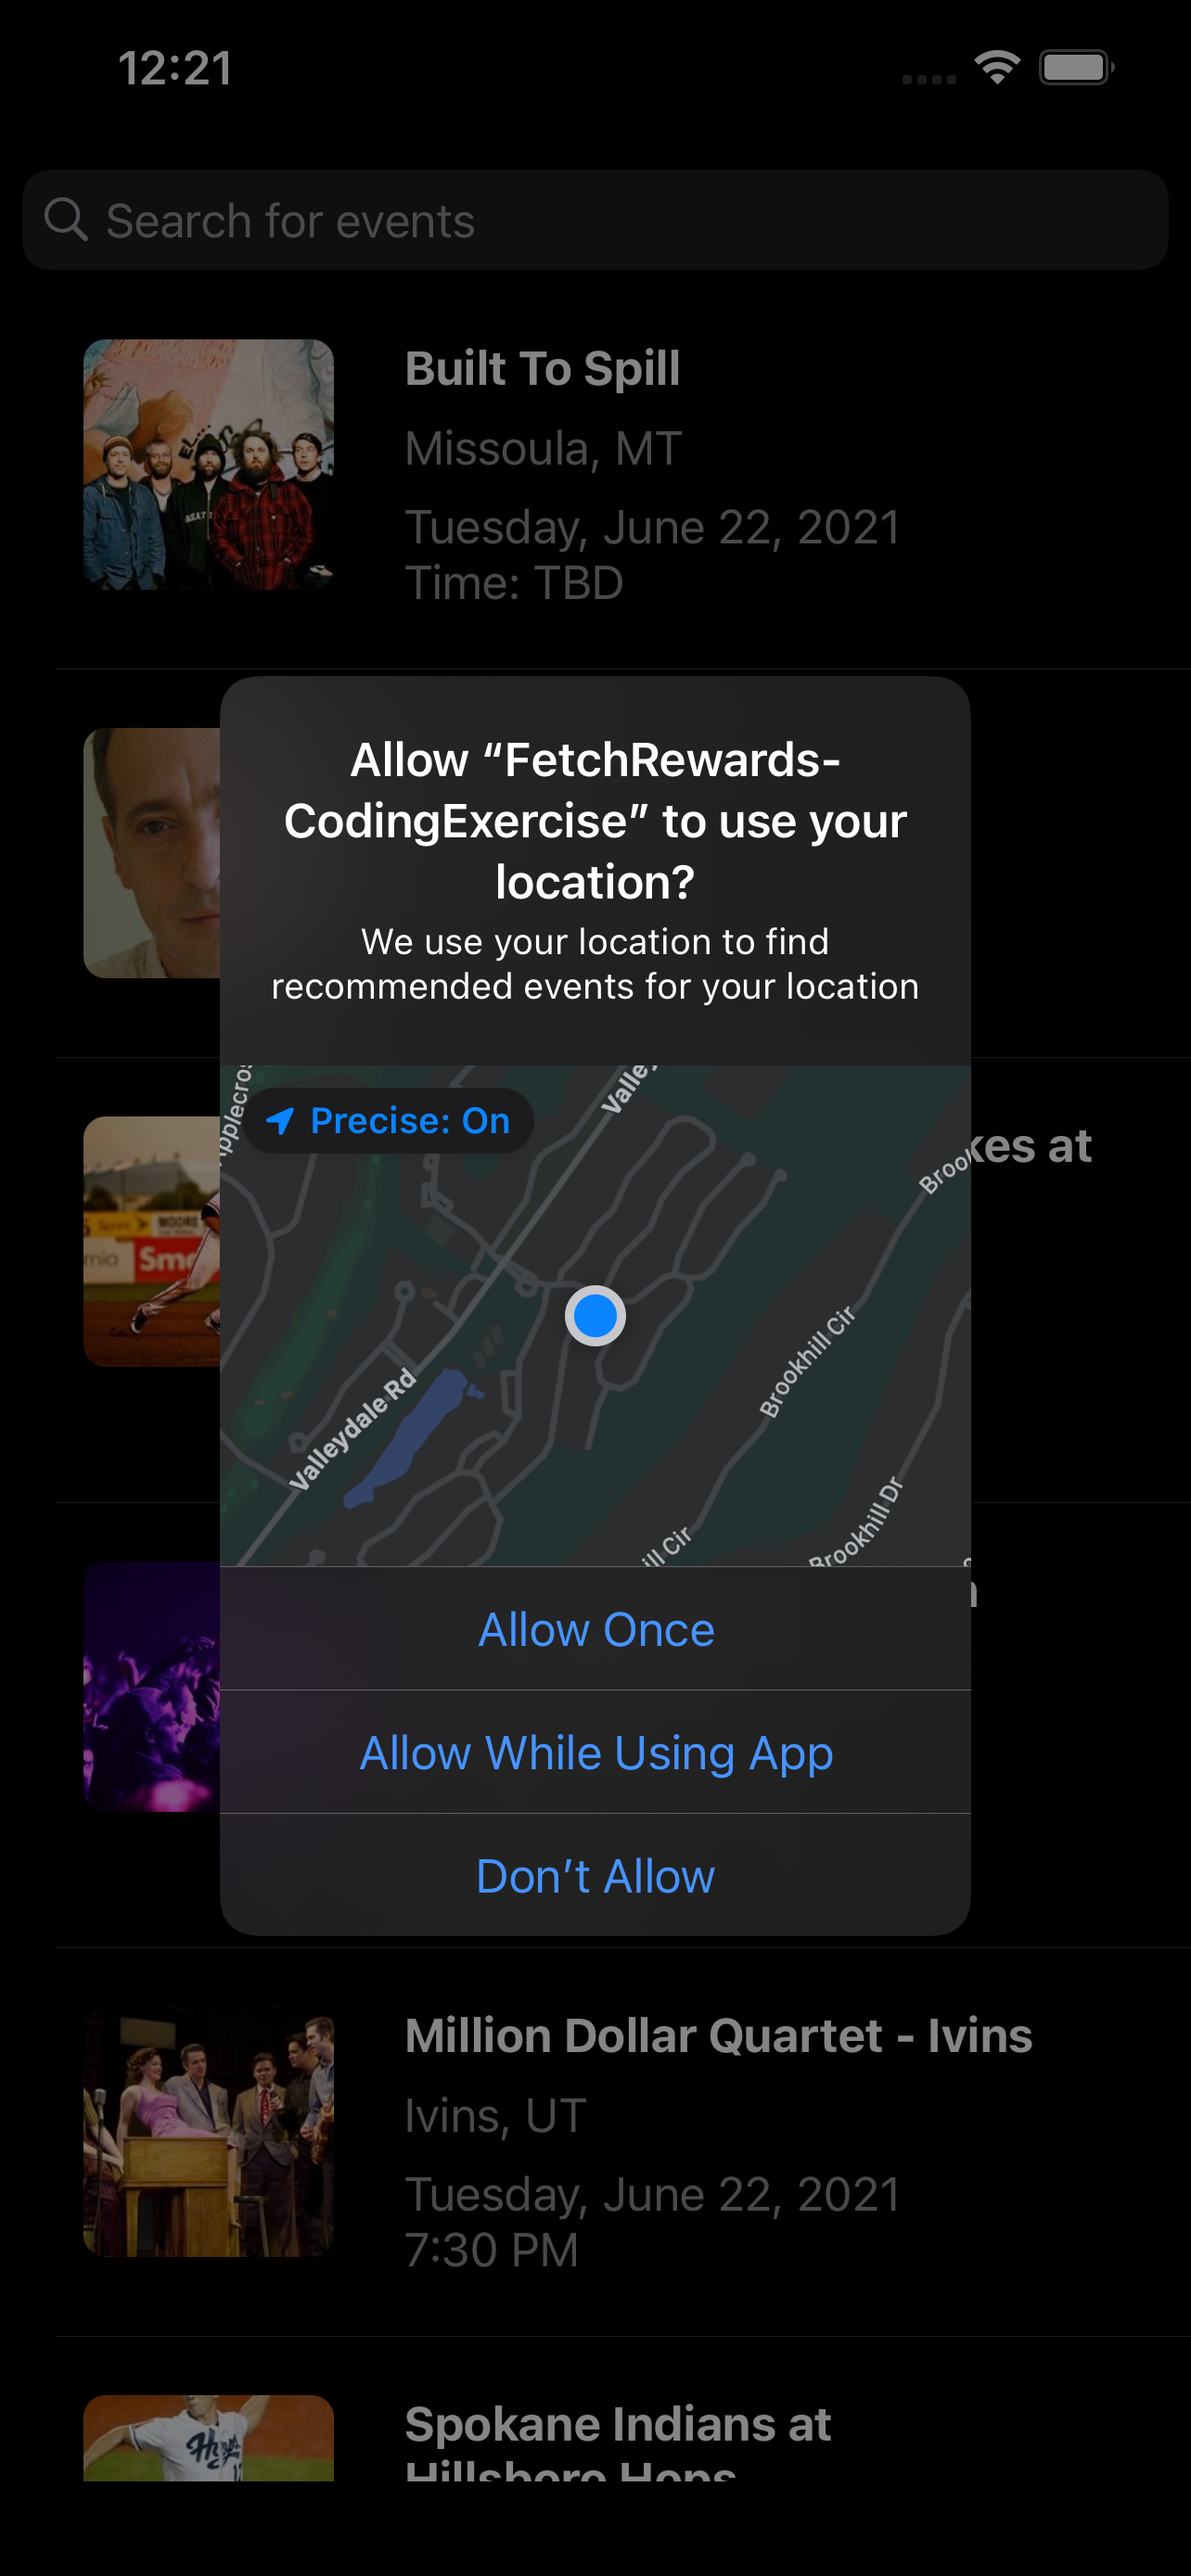 12:21
Search for events
Built To Spill
Missoula, MT
Tuesday, June 22, 2021
Time: TBD
Allow “FetchRewards-
CodingExercise” to use your
location?
We use your location to find
recommended events for your location
Precise: On
Valleydale Rd
Brookhill Cir
Brookhill Dr
at
Allow Once
Allow While Using App
Don’t Allow
Million Dollar Quartet - Ivins
Ivins, UT
Tuesday, June 22, 2021
7:30 PM
Spokane Indians at
Hillsboro Hops